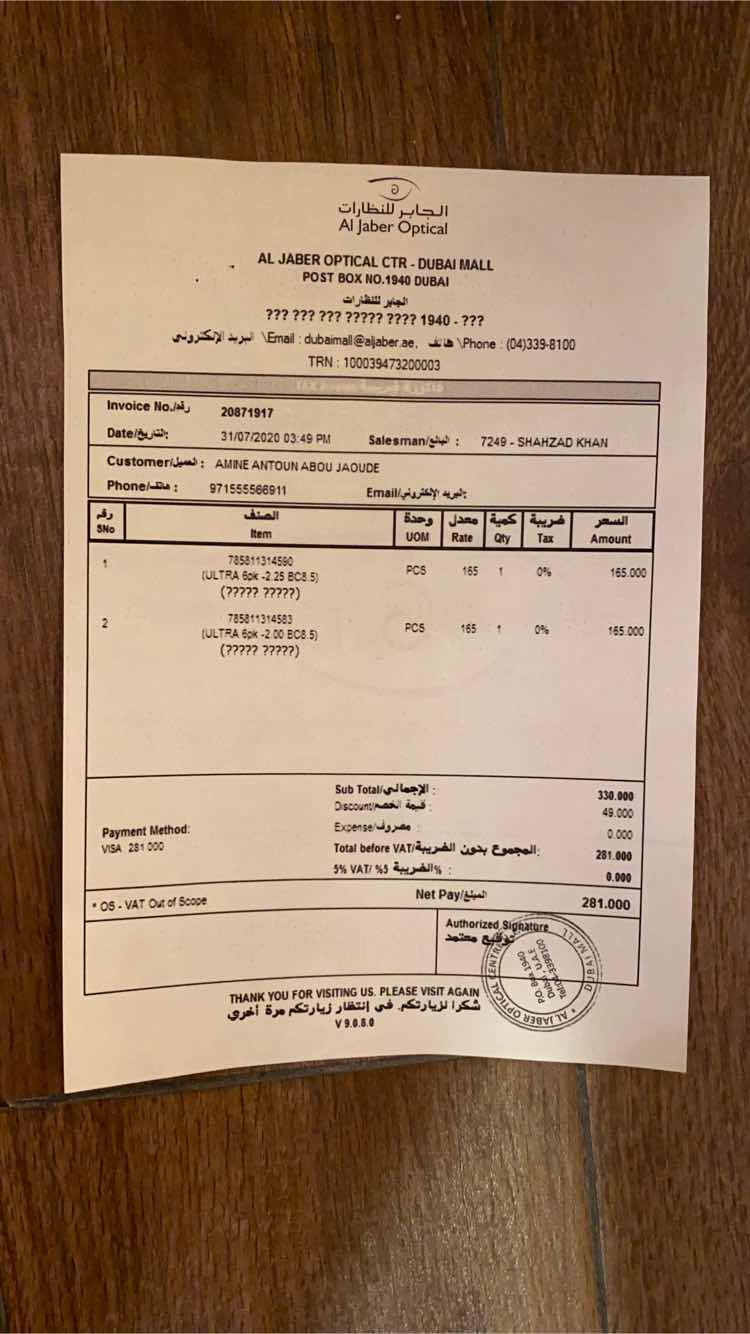 الجابر للنظارات
Al Jaber Optical
AL JABER OPTICAL CTR - DUBAI MALL
POST BOX NO.1940 DUBAI
الجابر للنظارات
??? ??? ??? ????? ???? 1940 - ???
البريد الإلكتروني \Email : dubaimall@aljaber.ae, هاتف \Phone : (04)339-8100
TRN : 100039473200003
Invoice No./رقم 20871917
Date/التاريخ: 31/07/2020 03:49 PM Salesman/البائع : 7249 - SHAHZAD KHAN
Customer/العميل : AMINE ANTOUN ABOU JAOUDE
Phone/هاتف : 971555566911 Email/البريد الإلكتروني:
رقم الصنف وحدة معدل كمية ضريبة السعر
SNo Item UOM Rate Qty Tax Amount
1 785811314590 PCS 165 1 0% 165.000
(ULTRA 6pk -2.25 BC8.5)
(????? ?????)
2 785811314583 PCS 165 1 0% 165.000
(ULTRA 6pk -2.00 BC8.5)
(????? ?????)
Sub Total/الإجمالي : 330.000
Discount/قيمة الخصم : 49.000
Payment Method: Expense/مصروف : 0.000
VISA 281.000 Total before VAT/المجموع بدون الضريبة: 281.000
5% VAT/ %5 الضريبة% : 0.000
* OS - VAT Out of Scope Net Pay/المبلغ 281.000
Authorized Signature
توقيع معتمد
AL JABER OPTICAL CENTRE
DUBAI MALL
P.O. Box 1940
Dubai, U.A.E
Tel:04-3398100
THANK YOU FOR VISITING US. PLEASE VISIT AGAIN
شكرا لزيارتكم. في إنتظار زيارتكم مرة أخرى
V 9.0.8.0